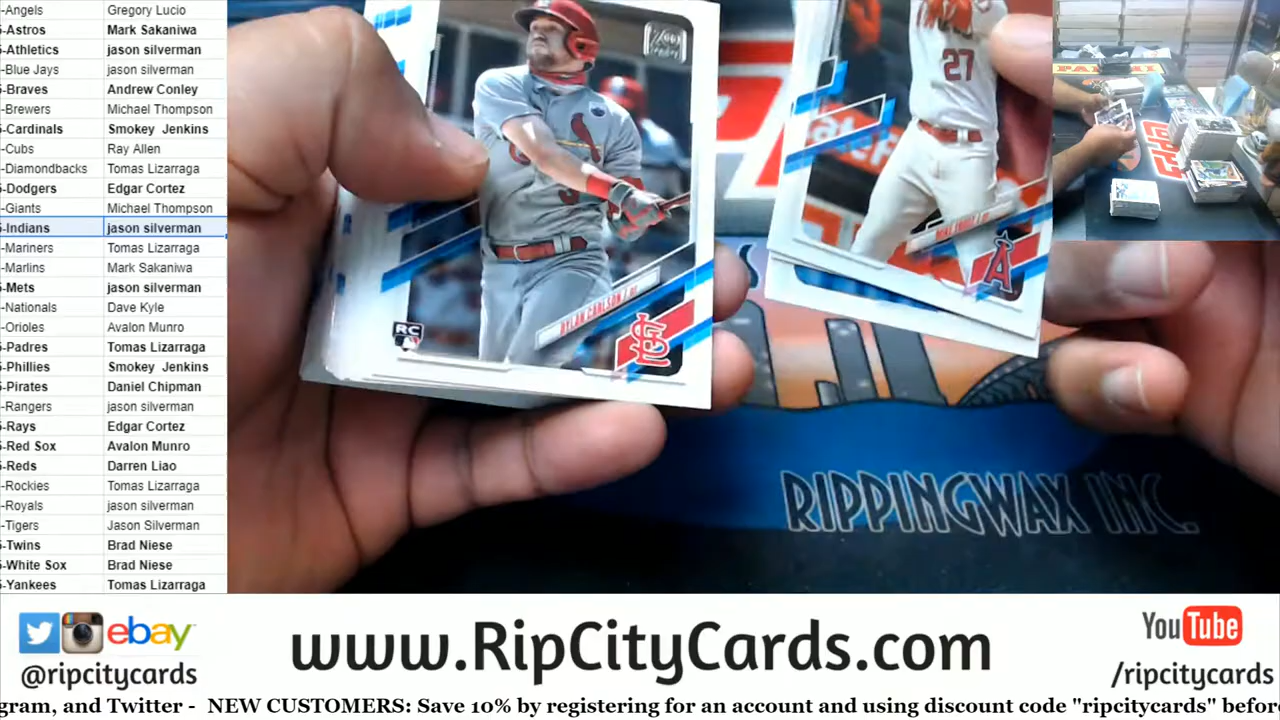 -Angels Gregory Lucio
-Astros Mark Sakaniwa
-Athletics jason silverman
-Blue Jays jason silverman
-Braves Andrew Conley
-Brewers Michael Thompson
-Cardinals Smokey Jenkins
-Cubs Ray Allen
-Diamondbacks Tomas Lizarraga
-Dodgers Edgar Cortez
-Giants Michael Thompson
-Indians jason silverman
-Mariners Tomas Lizarraga
-Marlins Mark Sakaniwa
-Mets jason silverman
-Nationals Dave Kyle
-Orioles Avalon Munro
-Padres Tomas Lizarraga
-Phillies Smokey Jenkins
-Pirates Daniel Chipman
-Rangers jason silverman
-Rays Edgar Cortez
-Red Sox Avalon Munro
-Reds Darren Liao
-Rockies Tomas Lizarraga
-Royals jason silverman
-Tigers Jason Silverman
-Twins Brad Niese
-White Sox Brad Niese
-Yankees Tomas Lizarraga
27
DYLAN CARLSON
RC
STL
A
TOPPS
RIPPINGWAX INC.
ebay
@ripcitycards
www.RipCityCards.com
YouTube
/ripcitycards
gram, and Twitter - NEW CUSTOMERS: Save 10% by registering for an account and using discount code "ripcitycards" befor